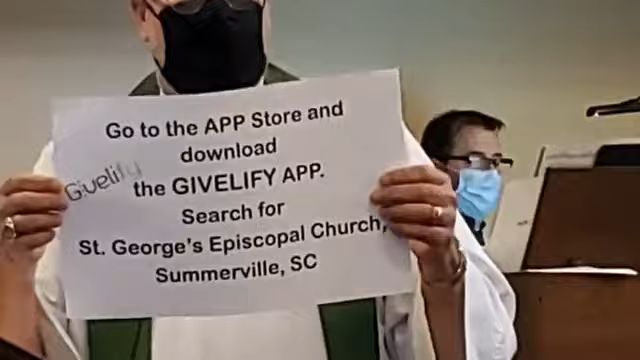 Go to the APP Store and
download
Givelify
the GIVELIFY APP.
Search for
St. George's Episcopal Church,
Summerville, SC